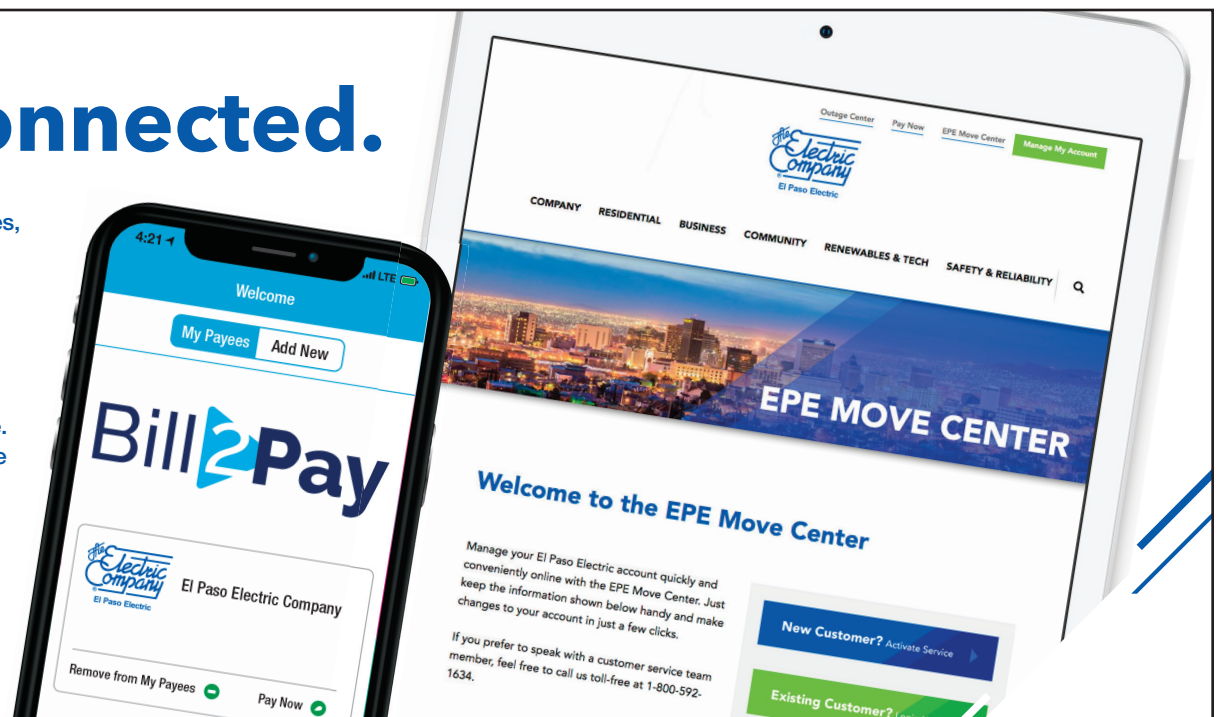 onnected.
es,
e.
e
4:21
LTE
Welcome
My Payees Add New
Bill2Pay
The Electric Company
®
El Paso Electric
El Paso Electric Company
Remove from My Payees
Pay Now
Outage Center Pay Now EPE Move Center Manage My Account
The Electric Company
®
El Paso Electric
COMPANY RESIDENTIAL BUSINESS COMMUNITY RENEWABLES & TECH SAFETY & RELIABILITY
EPE MOVE CENTER
Welcome to the EPE Move Center
Manage your El Paso Electric account quickly and
conveniently online with the EPE Move Center. Just
keep the information shown below handy and make
changes to your account in just a few clicks.
If you prefer to speak with a customer service team
member, feel free to call us toll-free at 1-800-592-
1634.
New Customer? Activate Service
Existing Customer?